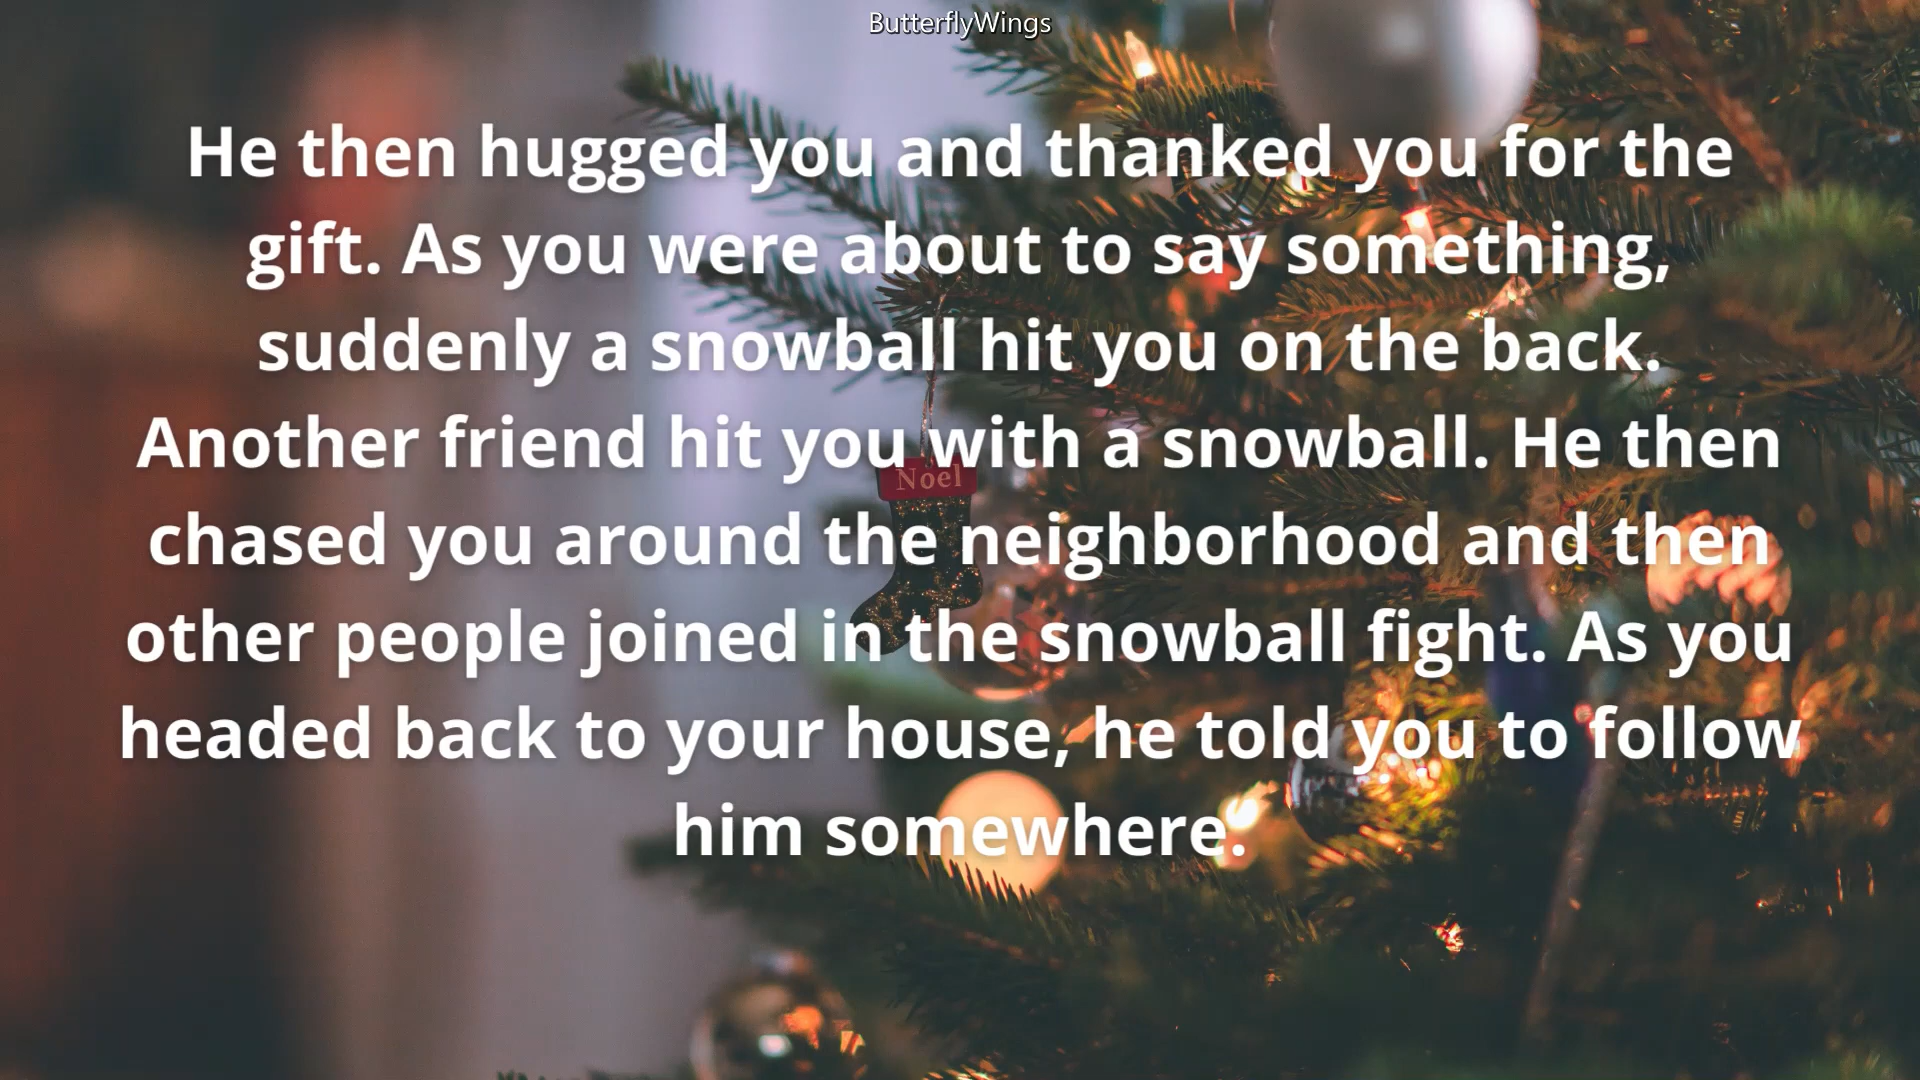 ButterflyWings
He then hugged you and thanked you for the
gift. As you were about to say something,
suddenly a snowball hit you on the back.
Another friend hit you with a snowball. He then
Noel
chased you around the neighborhood and then
other people joined in the snowball fight. As you
headed back to your house, he told you to follow
him somewhere.